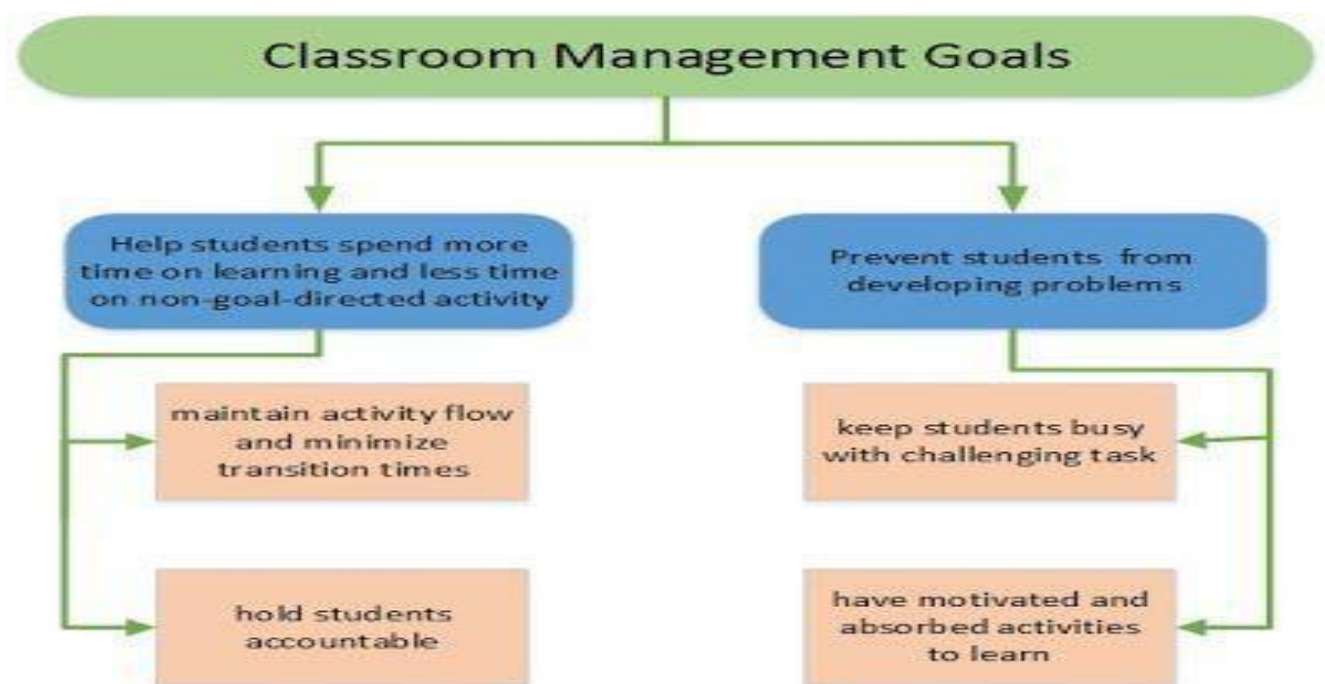 Classroom Management Goals
Help students spend more
time on learning and less time
on non-goal-directed activity
Prevent students from
developing problems
maintain activity flow
and minimize
transition times
keep students busy
with challenging task
hold students
accountable
have motivated and
absorbed activities
to learn